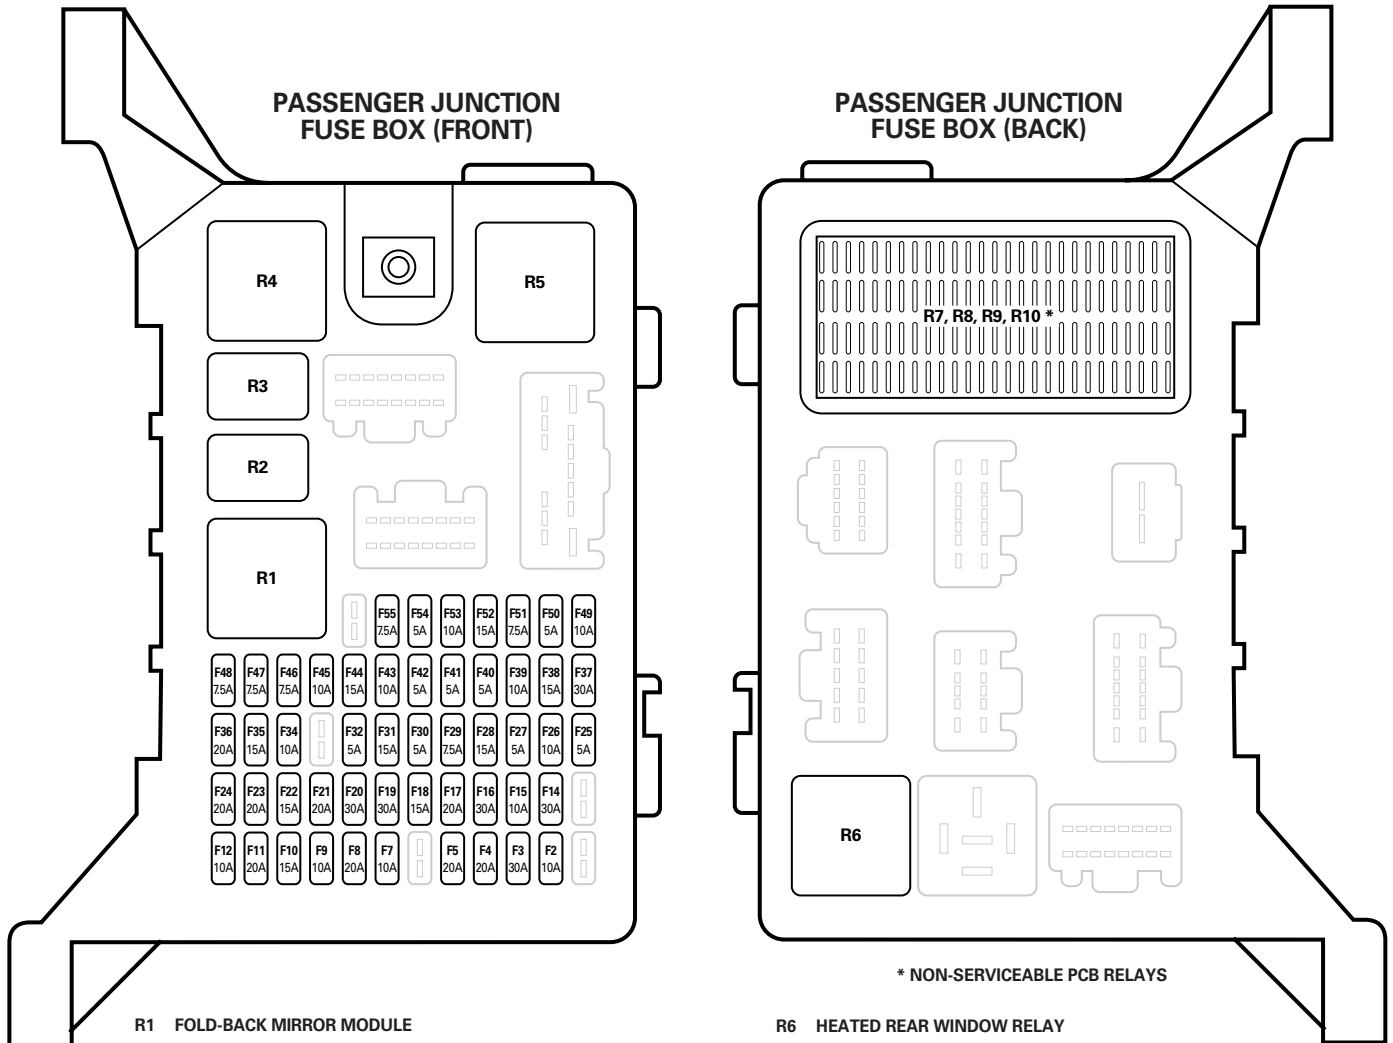 PASSENGER JUNCTION
FUSE BOX (FRONT)
PASSENGER JUNCTION
FUSE BOX (BACK)
R4
R5
R3
R2
R1
R7, R8, R9, R10 *
F55 F54 F53 F52 F51 F50 F49
7.5A 5A 10A 15A 7.5A 5A 10A
F48 F47 F46 F45 F44 F43 F42 F41 F40 F39 F38 F37
7.5A 7.5A 7.5A 10A 15A 10A 5A 5A 5A 10A 15A 30A
F36 F35 F34 F32 F31 F30 F29 F28 F27 F26 F25
20A 15A 10A 5A 15A 5A 7.5A 15A 5A 10A 5A
F24 F23 F22 F21 F20 F19 F18 F17 F16 F15 F14
20A 20A 15A 20A 30A 30A 15A 20A 30A 10A 30A
F12 F11 F10 F9 F8 F7 F5 F4 F3 F2
10A 20A 15A 10A 20A 10A 20A 20A 30A 10A
R6
* NON-SERVICEABLE PCB RELAYS
R1 FOLD-BACK MIRROR MODULE
R6 HEATED REAR WINDOW RELAY